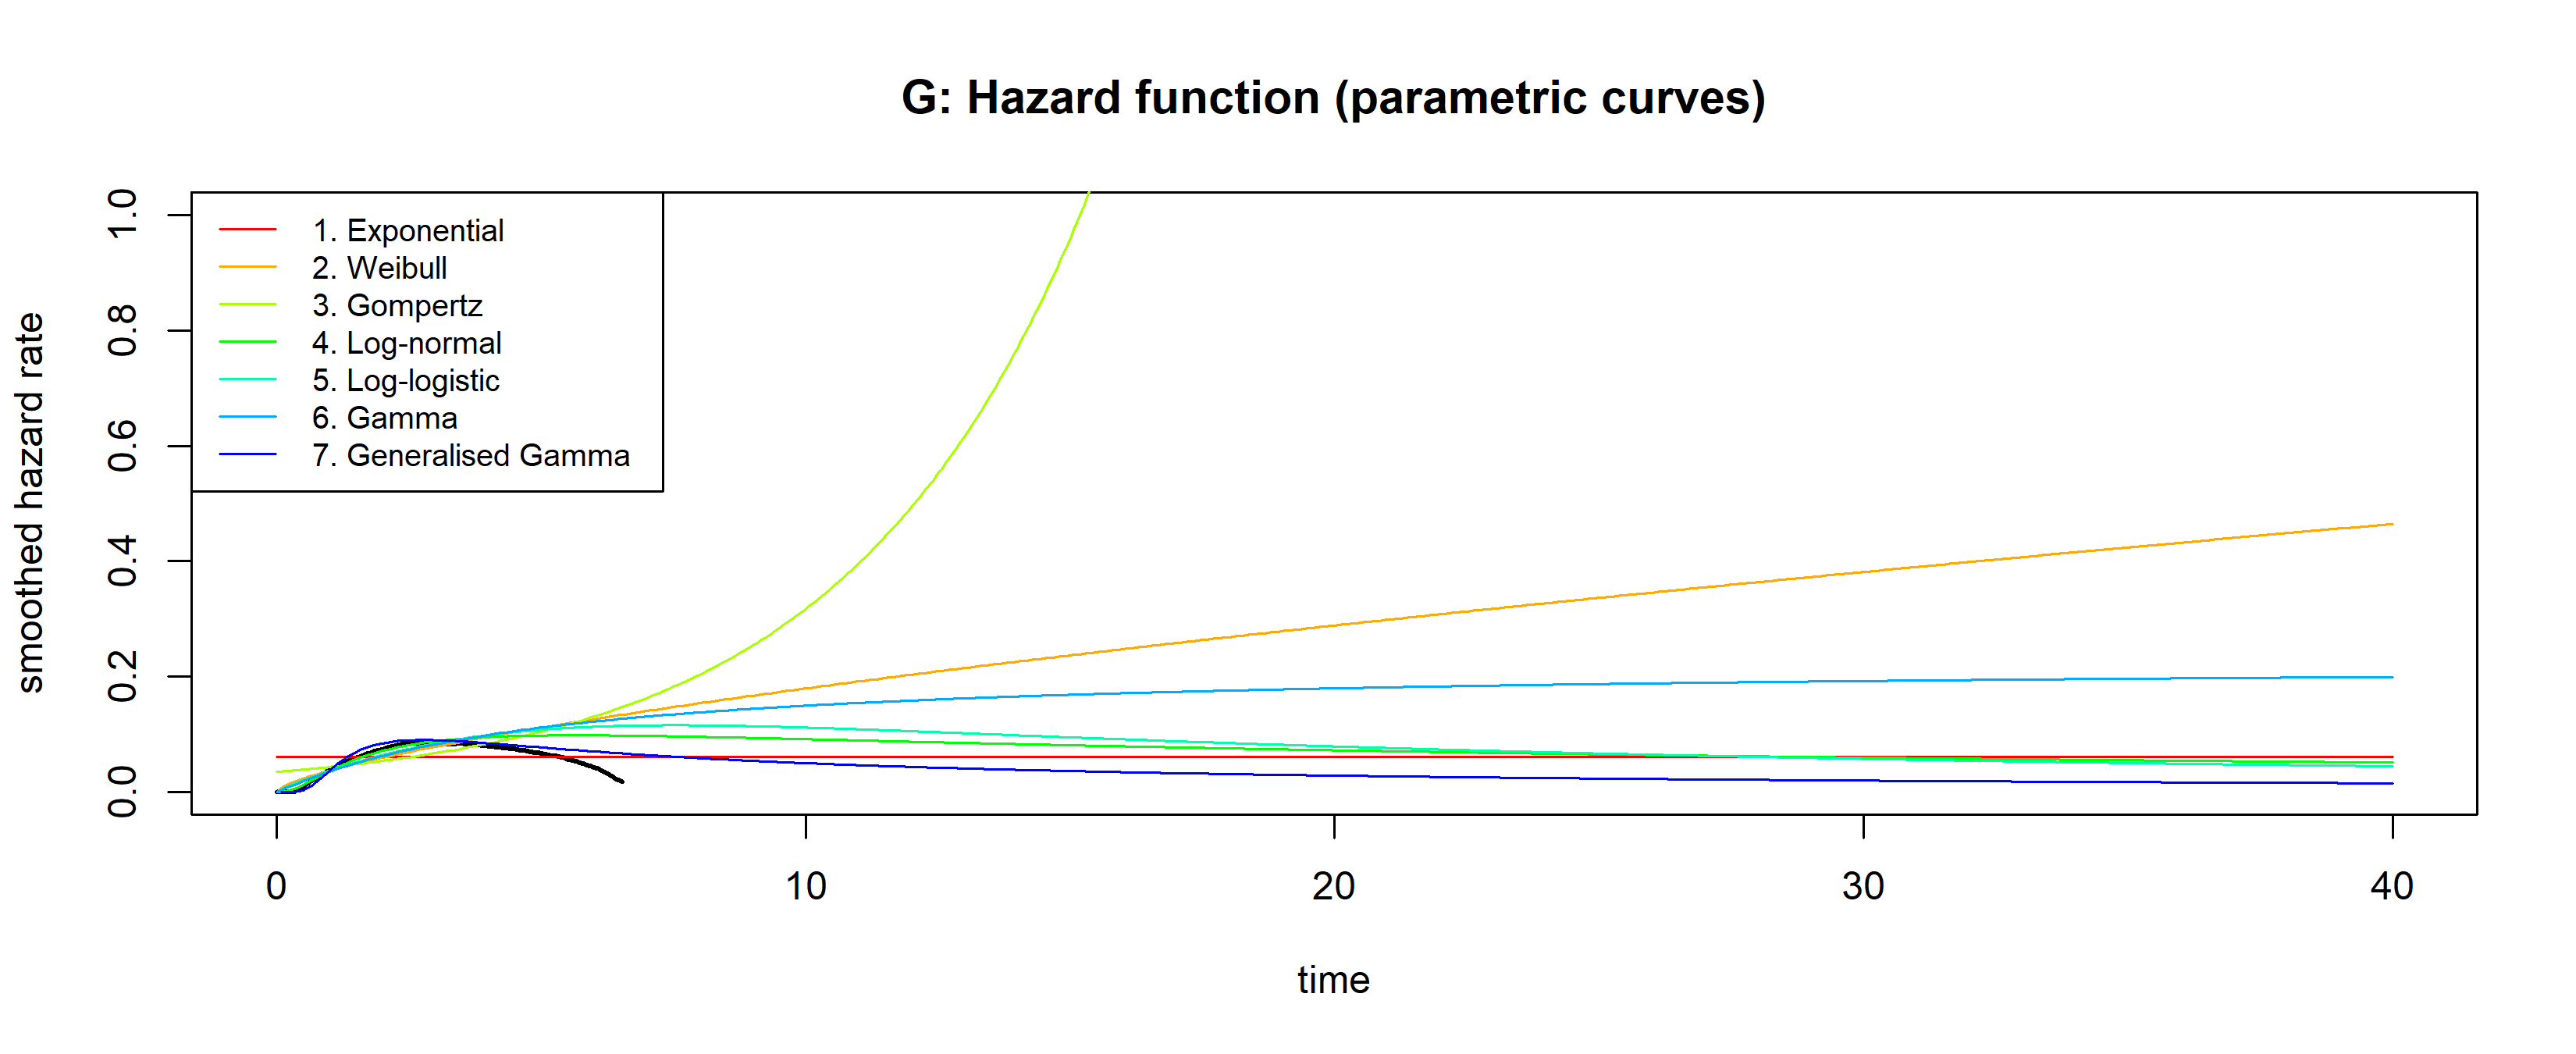 G: Hazard function (parametric curves)
smoothed hazard rate
1.0
0.8
0.6
0.4
0.2
0.0
1. Exponential
2. Weibull
3. Gompertz
4. Log-normal
5. Log-logistic
6. Gamma
7. Generalised Gamma
0 10 20 30 40
time